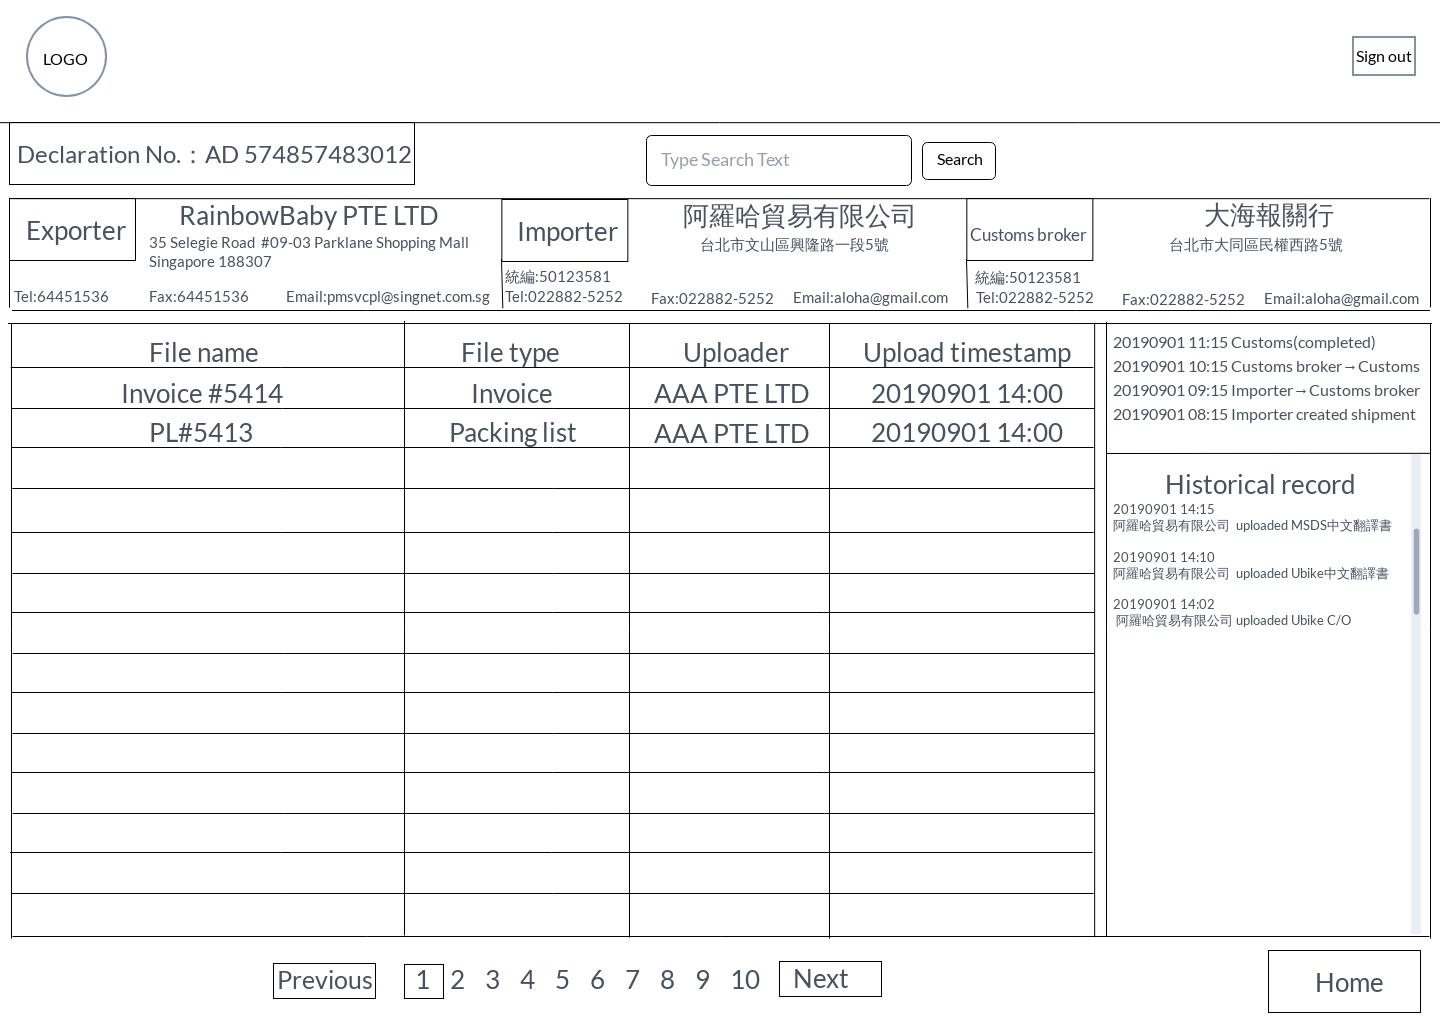 LOGO
Sign out
Declaration No.：AD 574857483012
Type Search Text
Search
Exporter
RainbowBaby PTE LTD
35 Selegie Road  #09-03 Parklane Shopping Mall
Singapore 188307
Tel:64451536
Fax:64451536
Email:pmsvcpl@singnet.com.sg
Importer
阿羅哈貿易有限公司
台北市文山區興隆路一段5號
統編:50123581
Tel:022882-5252
Fax:022882-5252
Email:aloha@gmail.com
Customs broker
大海報關行
台北市大同區民權西路5號
統編:50123581
Tel:022882-5252
Fax:022882-5252
Email:aloha@gmail.com
File name
File type
Uploader
Upload timestamp
Invoice #5414
Invoice
AAA PTE LTD
20190901 14:00
PL#5413
Packing list
AAA PTE LTD
20190901 14:00
20190901 11:15 Customs(completed)
20190901 10:15 Customs broker→Customs
20190901 09:15 Importer→Customs broker
20190901 08:15 Importer created shipment
Historical record
20190901 14:15
阿羅哈貿易有限公司  uploaded MSDS中文翻譯書
20190901 14:10
阿羅哈貿易有限公司  uploaded Ubike中文翻譯書
20190901 14:02
阿羅哈貿易有限公司 uploaded Ubike C/O
Previous
1 2 3 4 5 6 7 8 9 10
Next
Home